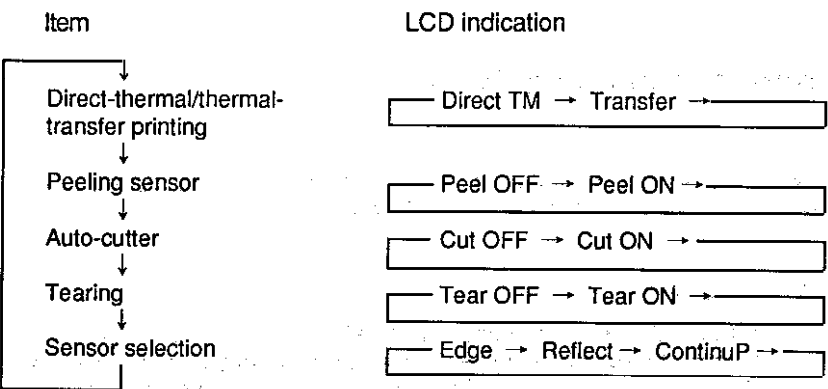 Item LCD indication
Direct-thermal/thermal-
transfer printing
Direct TM → Transfer →
Peeling sensor
Peel OFF → Peel ON →
Auto-cutter
Cut OFF → Cut ON →
Tearing
Tear OFF → Tear ON →
Sensor selection
Edge → Reflect → ContinuP →